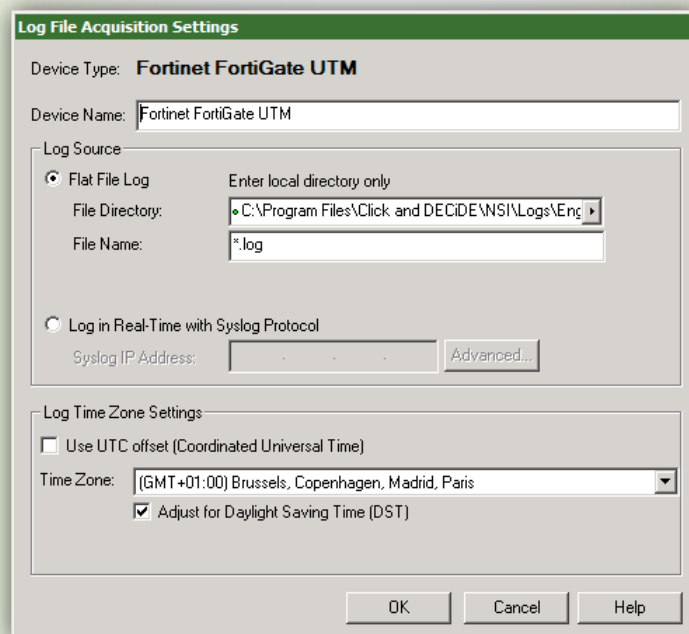 Log File Acquisition Settings
Device Type: Fortinet FortiGate UTM
Device Name: Fortinet FortiGate UTM
Log Source
Flat File Log Enter local directory only
File Directory: C:\Program Files\Click and DECiDE\NSI\Logs\Eng
File Name: *.log
Log in Real-Time with Syslog Protocol
Syslog IP Address: . . . Advanced...
Log Time Zone Settings
Use UTC offset (Coordinated Universal Time)
Time Zone: (GMT+01:00) Brussels, Copenhagen, Madrid, Paris
Adjust for Daylight Saving Time (DST)
OK Cancel Help